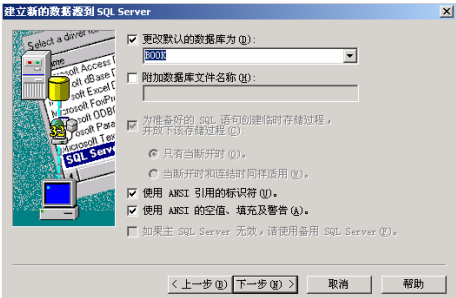 建立新的数据源到 SQL Server
Select a driver
Name
soft Access
soft dBase
soft Excel
Microsoft FoxPro
Microsoft ODBC
soft Para
Microsoft Text
SQL Server
更改默认的数据库为(D):
BOOK
附加数据库文件名称(H):
为准备好的 SQL 语句创建临时存储过程，
并放下该存储过程(C):
只有当断开时(O)。
当断开时和连结时同样适用(W)。
使用 ANSI 引用的标识符(U)。
使用 ANSI 的空值、填充及警告(A)。
如果主 SQL Server 无效，请使用备用 SQL Server(F)。
< 上一步(B) 下一步(N) > 取消 帮助